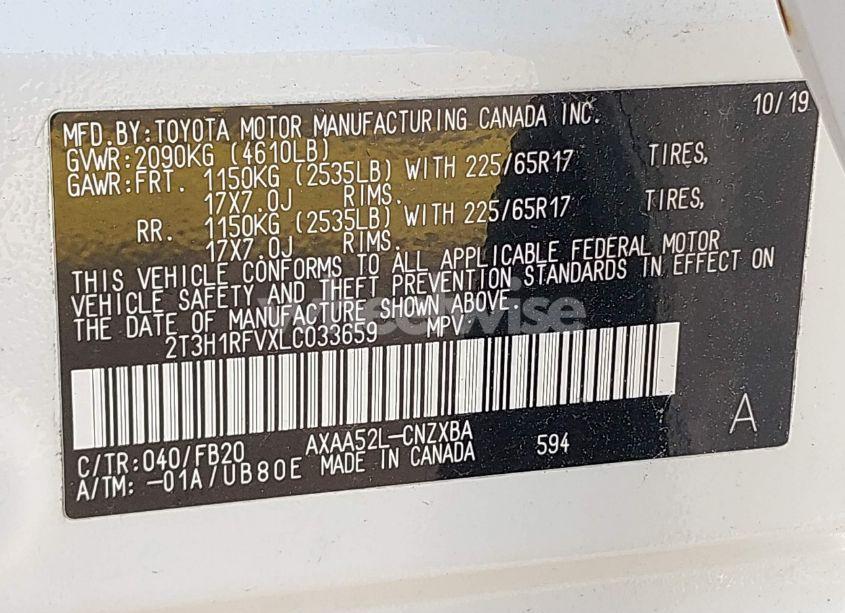 10/19
MFD.BY:TOYOTA MOTOR MANUFACTURING CANADA INC.
GVWR:2090KG (4610LB)
GAWR:FRT. 1150KG (2535LB) WITH 225/65R17 TIRES,
17X7.0J RIMS.
RR. 1150KG (2535LB) WITH 225/65R17 TIRES,
17X7.0J RIMS.
THIS VEHICLE CONFORMS TO ALL APPLICABLE FEDERAL MOTOR
VEHICLE SAFETY AND THEFT PREVENTION STANDARDS IN EFFECT ON
THE DATE OF MANUFACTURE SHOWN ABOVE.
wheelwise
2T3H1RFVXLC033659 MPV
C/TR:040/FB20 AXAA52L-CNZXBA 594 A
A/TM: -01A/UB80E MADE IN CANADA